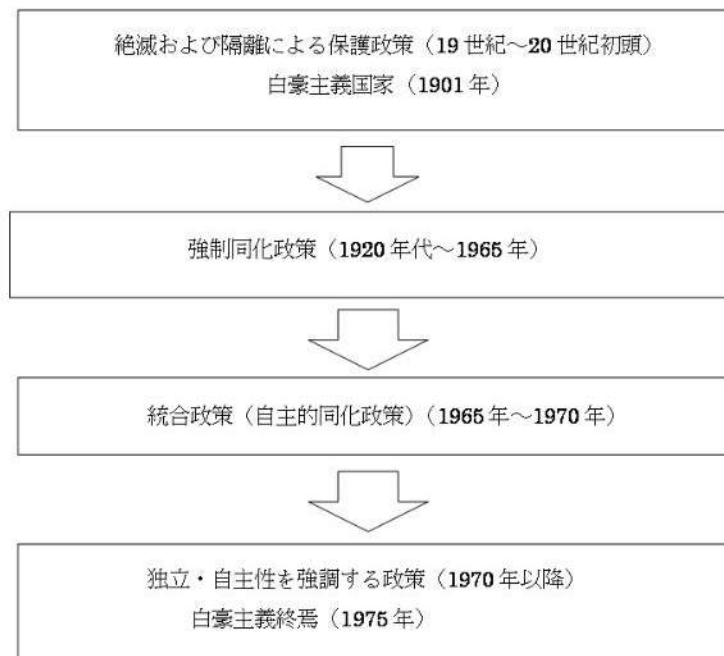 絶滅および隔離による保護政策（19 世紀～20 世紀初頭）
白豪主義国家（1901 年）
強制同化政策（1920 年代～1965 年）
統合政策（自主的同化政策）（1965 年～1970 年）
独立・自主性を強調する政策（1970 年以降）
白豪主義終焉（1975 年）